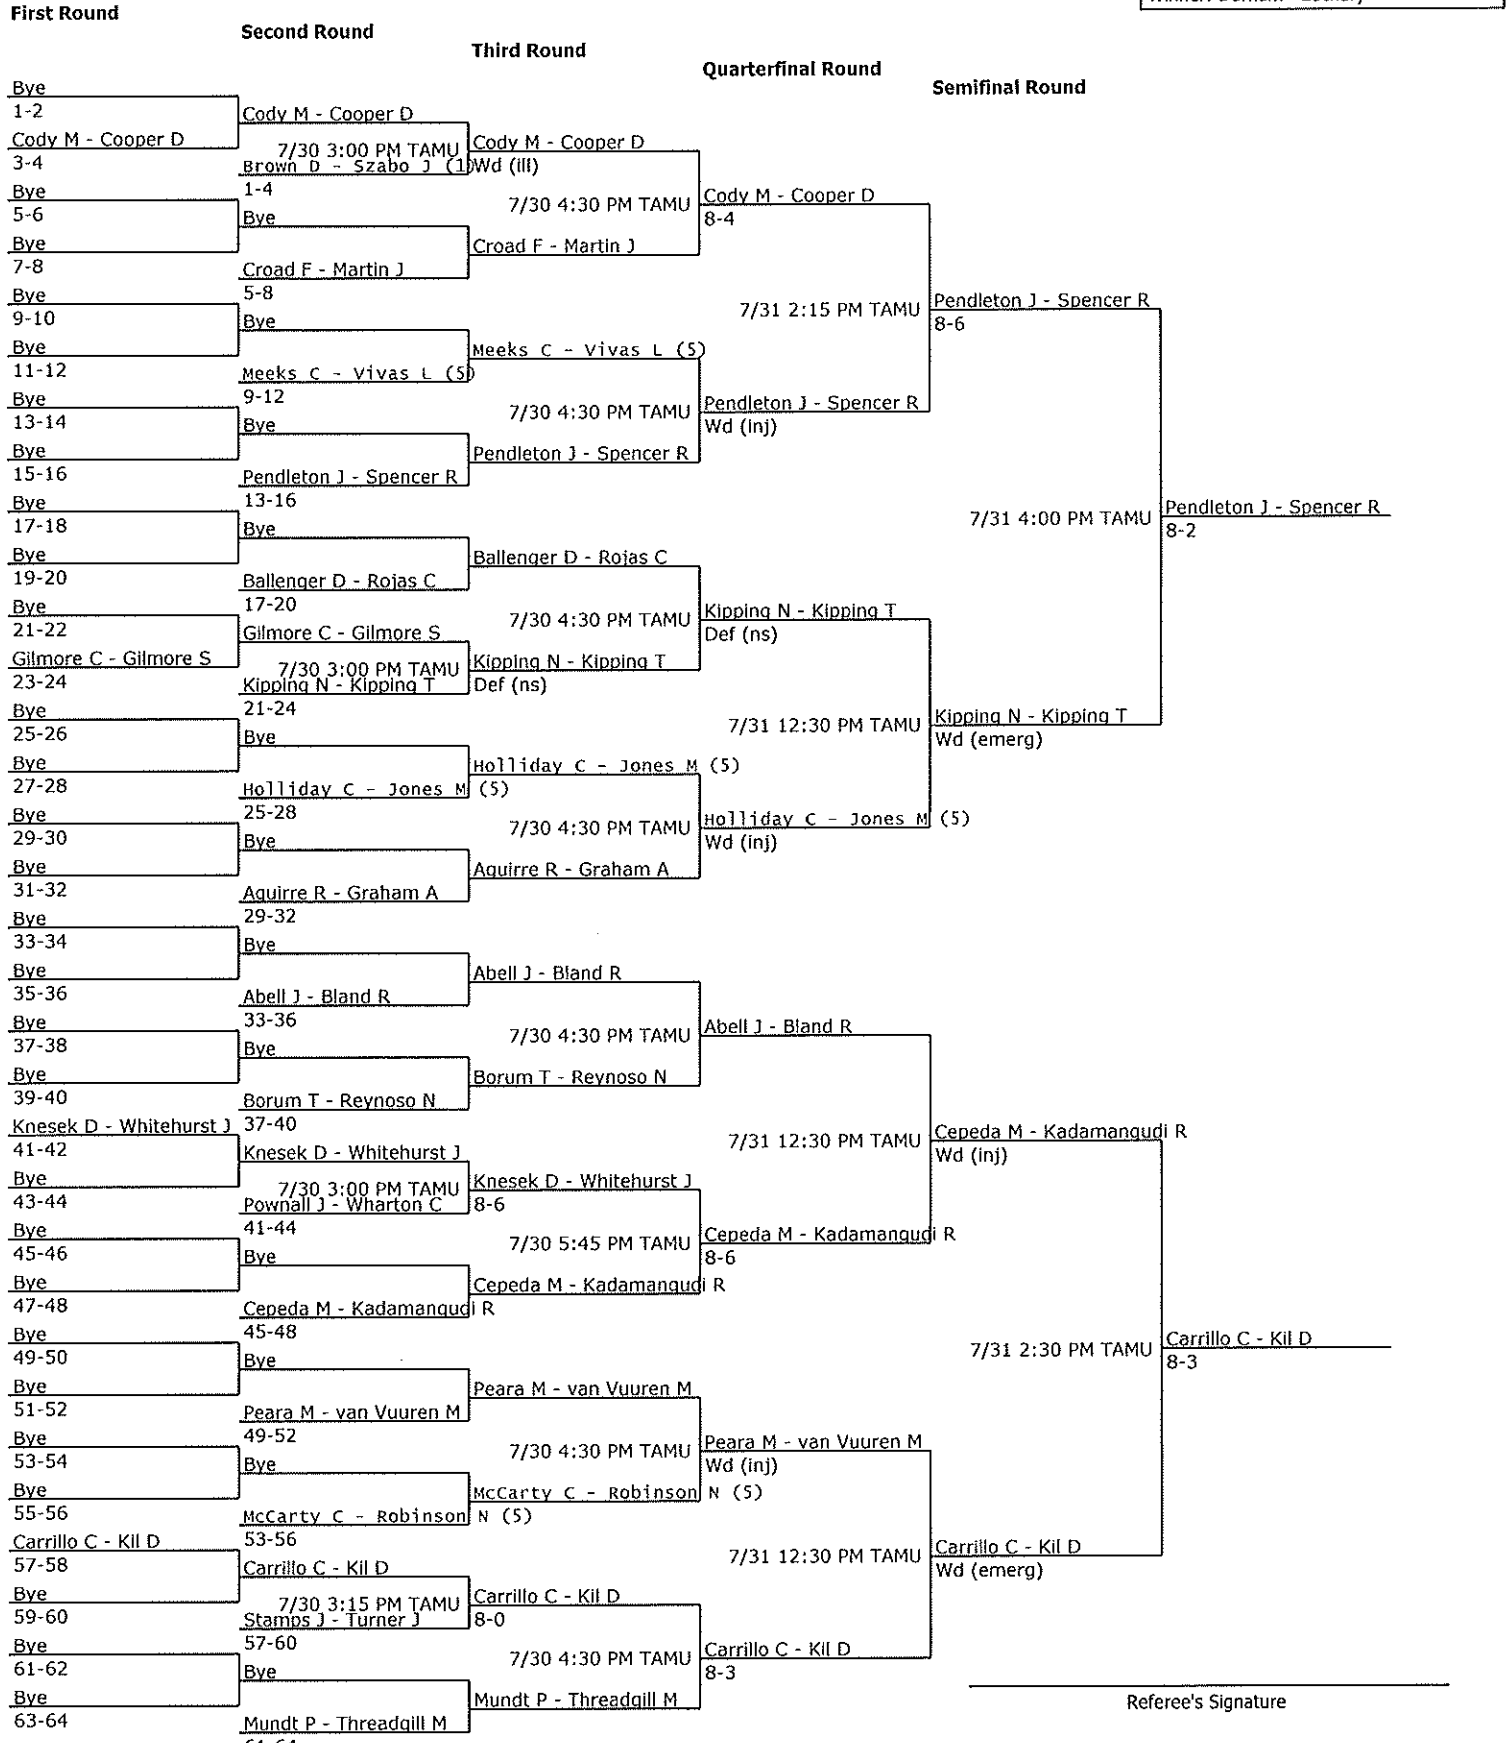 First Round
Second Round
Third Round
Quarterfinal Round
Semifinal Round
Bye
1-2
Cody M - Cooper D
3-4
Bye
5-6
Bye
7-8
Bye
9-10
Bye
11-12
Bye
13-14
Bye
15-16
Bye
17-18
Bye
19-20
Bye
21-22
Gilmore C - Gilmore S
23-24
Bye
25-26
Bye
27-28
Bye
29-30
Bye
31-32
Bye
33-34
Bye
35-36
Bye
37-38
Bye
39-40
Knesek D - Whitehurst J
41-42
Bye
43-44
Bye
45-46
Bye
47-48
Bye
49-50
Bye
51-52
Bye
53-54
Bye
55-56
Carrillo C - Kil D
57-58
Bye
59-60
Bye
61-62
Bye
63-64
Cody M - Cooper D
7/30 3:00 PM TAMU
Brown D - Szabo J (1)
1-4
Bye
Croad F - Martin J
5-8
Bye
Meeks C - Vivas L (5)
9-12
Bye
Pendleton J - Spencer R
13-16
Bye
Ballenger D - Rojas C
17-20
Gilmore C - Gilmore S
7/30 3:00 PM TAMU
Kipping N - Kipping T
21-24
Bye
Holliday C - Jones M (5)
25-28
Bye
Aguirre R - Graham A
29-32
Bye
Abell J - Bland R
33-36
Bye
Borum T - Reynoso N
37-40
Knesek D - Whitehurst J
7/30 3:00 PM TAMU
Pownall J - Wharton C
41-44
Bye
Cepeda M - Kadamangudi R
45-48
Bye
Peara M - van Vuuren M
49-52
Bye
McCarty C - Robinson N (5)
53-56
Carrillo C - Kil D
7/30 3:15 PM TAMU
Stamps J - Turner J
57-60
Bye
Mundt P - Threadgill M
Cody M - Cooper D
Wd (ill)
7/30 4:30 PM TAMU
Croad F - Martin J
Meeks C - Vivas L (5)
7/30 4:30 PM TAMU
Pendleton J - Spencer R
Ballenger D - Rojas C
7/30 4:30 PM TAMU
Kipping N - Kipping T
Def (ns)
Holliday C - Jones M (5)
7/30 4:30 PM TAMU
Aguirre R - Graham A
Abell J - Bland R
7/30 4:30 PM TAMU
Borum T - Reynoso N
Knesek D - Whitehurst J
8-6
7/30 5:45 PM TAMU
Cepeda M - Kadamangudi R
Peara M - van Vuuren M
7/30 4:30 PM TAMU
McCarty C - Robinson N (5)
Carrillo C - Kil D
8-0
7/30 4:30 PM TAMU
Mundt P - Threadgill M
Cody M - Cooper D
8-4
7/31 2:15 PM TAMU
Pendleton J - Spencer R
Wd (inj)
Kipping N - Kipping T
Def (ns)
7/31 12:30 PM TAMU
Holliday C - Jones M (5)
Wd (inj)
Abell J - Bland R
7/31 12:30 PM TAMU
Cepeda M - Kadamangudi R
8-6
Peara M - van Vuuren M
Wd (inj)
7/31 12:30 PM TAMU
Carrillo C - Kil D
8-3
Pendleton J - Spencer R
8-6
7/31 4:00 PM TAMU
Kipping N - Kipping T
Wd (emerg)
Cepeda M - Kadamangudi R
Wd (inj)
7/31 2:30 PM TAMU
Carrillo C - Kil D
Wd (emerg)
Pendleton J - Spencer R
8-2
Carrillo C - Kil D
8-3
Referee's Signature